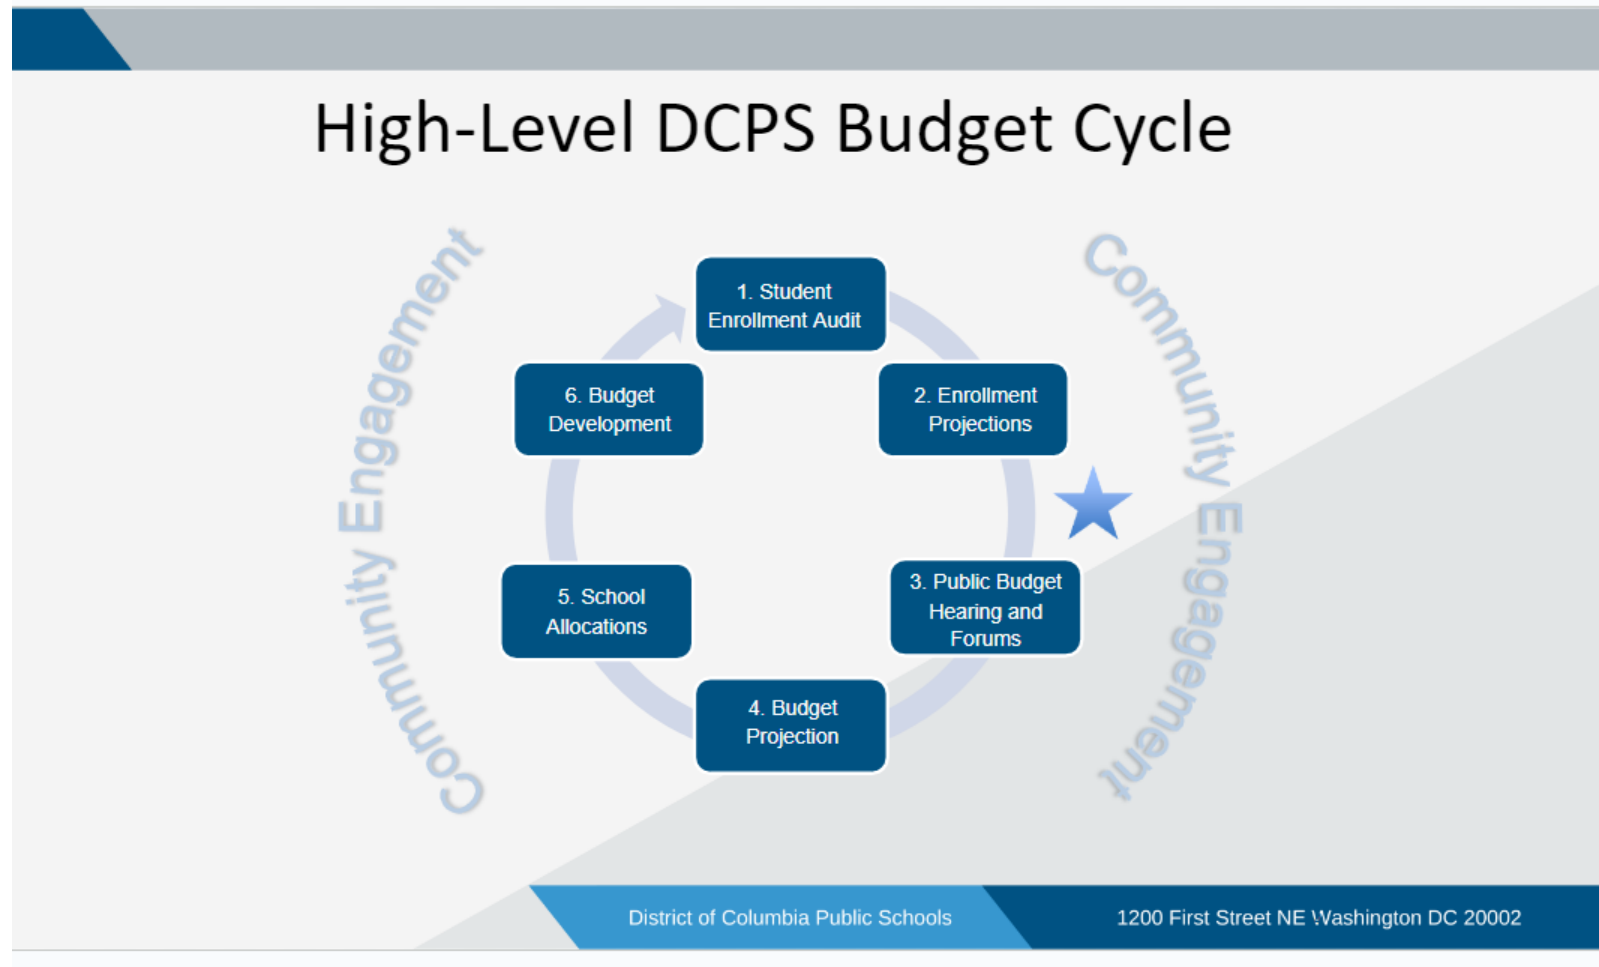 High-Level DCPS Budget Cycle
Community Engagement
Community Engagement
1. Student
Enrollment Audit
2. Enrollment
Projections
3. Public Budget
Hearing and
Forums
4. Budget
Projection
5. School
Allocations
6. Budget
Development
District of Columbia Public Schools
1200 First Street NE Washington DC 20002